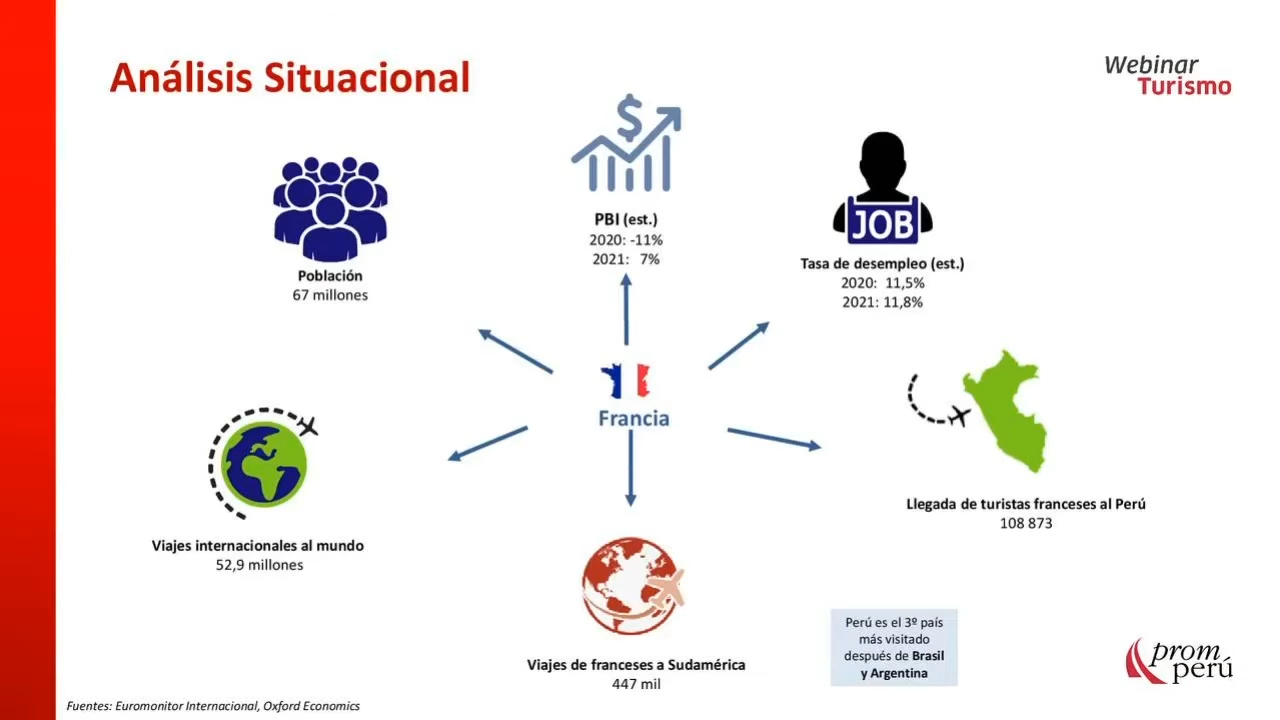 Análisis Situacional
Webinar
Turismo
PBI (est.)
2020: -11%
2021: 7%
JOB
Tasa de desempleo (est.)
2020: 11,5%
2021: 11,8%
Población
67 millones
Francia
Llegada de turistas franceses al Perú
108 873
Viajes internacionales al mundo
52,9 millones
Viajes de franceses a Sudamérica
447 mil
Perú es el 3º país
más visitado
después de Brasil
y Argentina
prom
perú
Fuentes: Euromonitor Internacional, Oxford Economics